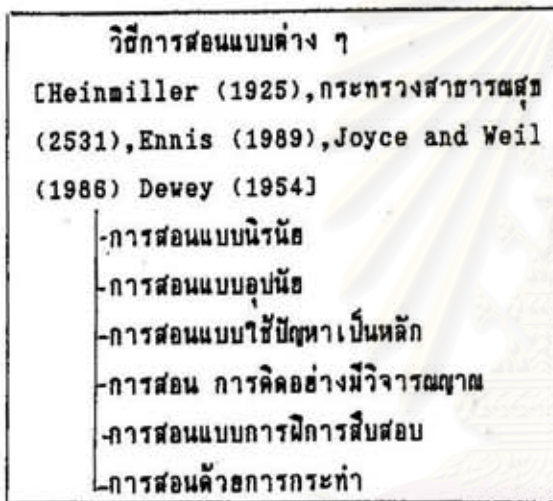 วิธีการสอนแบบต่าง ๆ
[Heinmiller (1925),กระทรวงสาธารณสุข
(2531),Ennis (1989),Joyce and Weil
(1986) Dewey (1954]
-การสอนแบบนิรนัย
-การสอนแบบอุปนัย
-การสอนแบบใช้ปัญหาเป็นหลัก
-การสอน การคิดอย่างมีวิจารณญาณ
-การสอนแบบการฝึการสืบสอบ
-การสอนด้วยการกระทำ